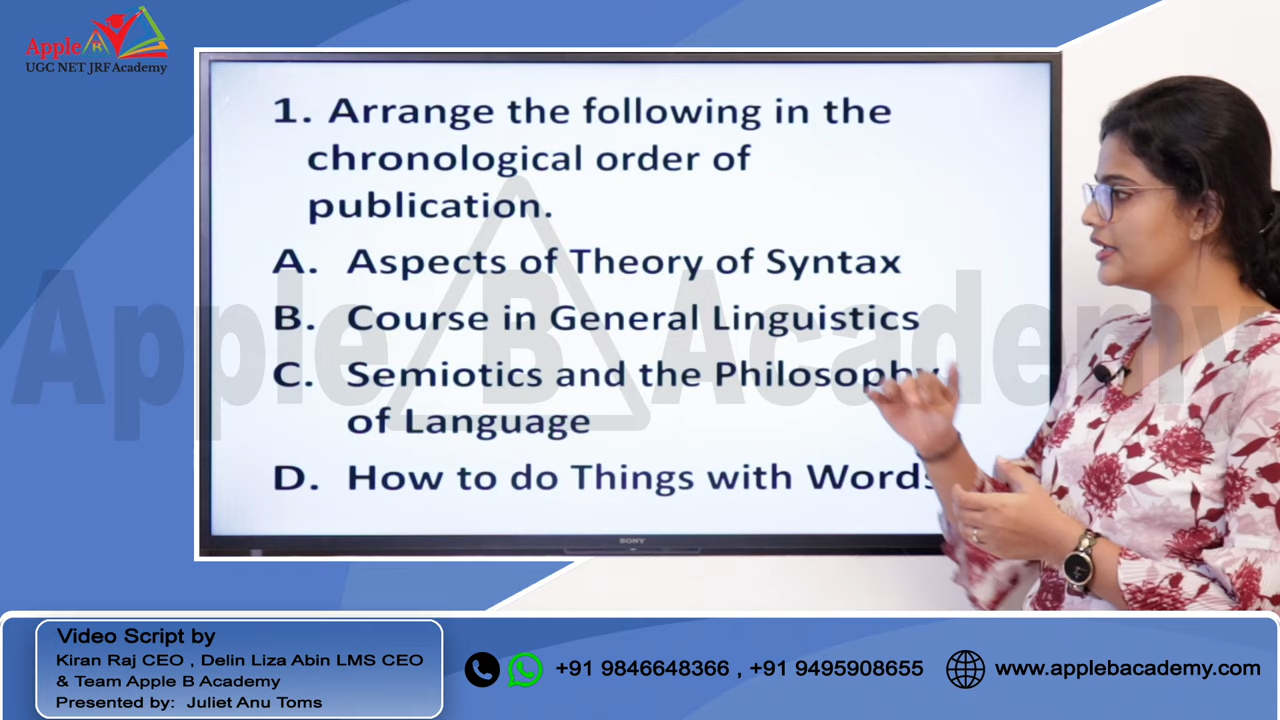 Apple B
UGC NET JRF Academy
1. Arrange the following in the
chronological order of
publication.
A. Aspects of Theory of Syntax
B. Course in General Linguistics
C. Semiotics and the Philosophy
of Language
D. How to do Things with Words
SONY
Apple B Academy
Video Script by
Kiran Raj CEO , Delin Liza Abin LMS CEO
& Team Apple B Academy
Presented by: Juliet Anu Toms
+91 9846648366 , +91 9495908655
www.applebacademy.com